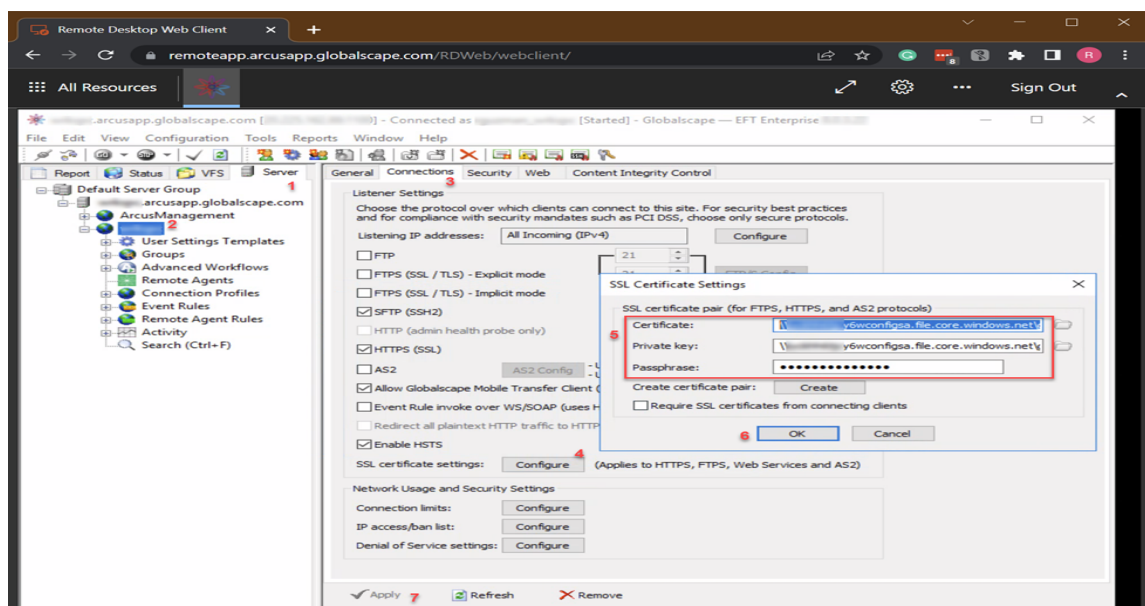 Remote Desktop Web Client
remoteapp.arcusapp.globalscape.com/RDWeb/webclient/
8
R
All Resources
Sign Out
.arcusapp.globalscape.com [ ] - Connected as [Started] - Globalscape — EFT Enterprise
File Edit View Configuration Tools Reports Window Help
Report Status VFS Server
1
Default Server Group
.arcusapp.globalscape.com
ArcusManagement
2
User Settings Templates
Groups
Advanced Workflows
Remote Agents
Connection Profiles
Event Rules
Remote Agent Rules
Activity
Search (Ctrl+F)
General Connections Security Web Content Integrity Control
3
Listener Settings
Choose the protocol over which clients can connect to this site. For security best practices
and for compliance with security mandates such as PCI DSS, choose only secure protocols.
Listening IP addresses: All Incoming (IPv4) Configure
FTP 21
FTPS (SSL / TLS) - Explicit mode
FTPS (SSL / TLS) - Implicit mode
SFTP (SSH2)
HTTP (admin health probe only)
HTTPS (SSL)
AS2 AS2 Config
Allow Globalscape Mobile Transfer Client (
Event Rule invoke over WS/SOAP (uses H
Redirect all plaintext HTTP traffic to HTTP
Enable HSTS
4
SSL certificate settings: Configure (Applies to HTTPS, FTPS, Web Services and AS2)
Network Usage and Security Settings
Connection limits: Configure
IP access/ban list: Configure
Denial of Service settings: Configure
Apply 7 Refresh Remove
SSL Certificate Settings
SSL certificate pair (for FTPS, HTTPS, and AS2 protocols)
5
Certificate: \\ y6wconfigsa.file.core.windows.net\
Private key: \\ y6wconfigsa.file.core.windows.net\
Passphrase: ●●●●●●●●●●●●●●
Create certificate pair: Create
Require SSL certificates from connecting clients
6 OK Cancel